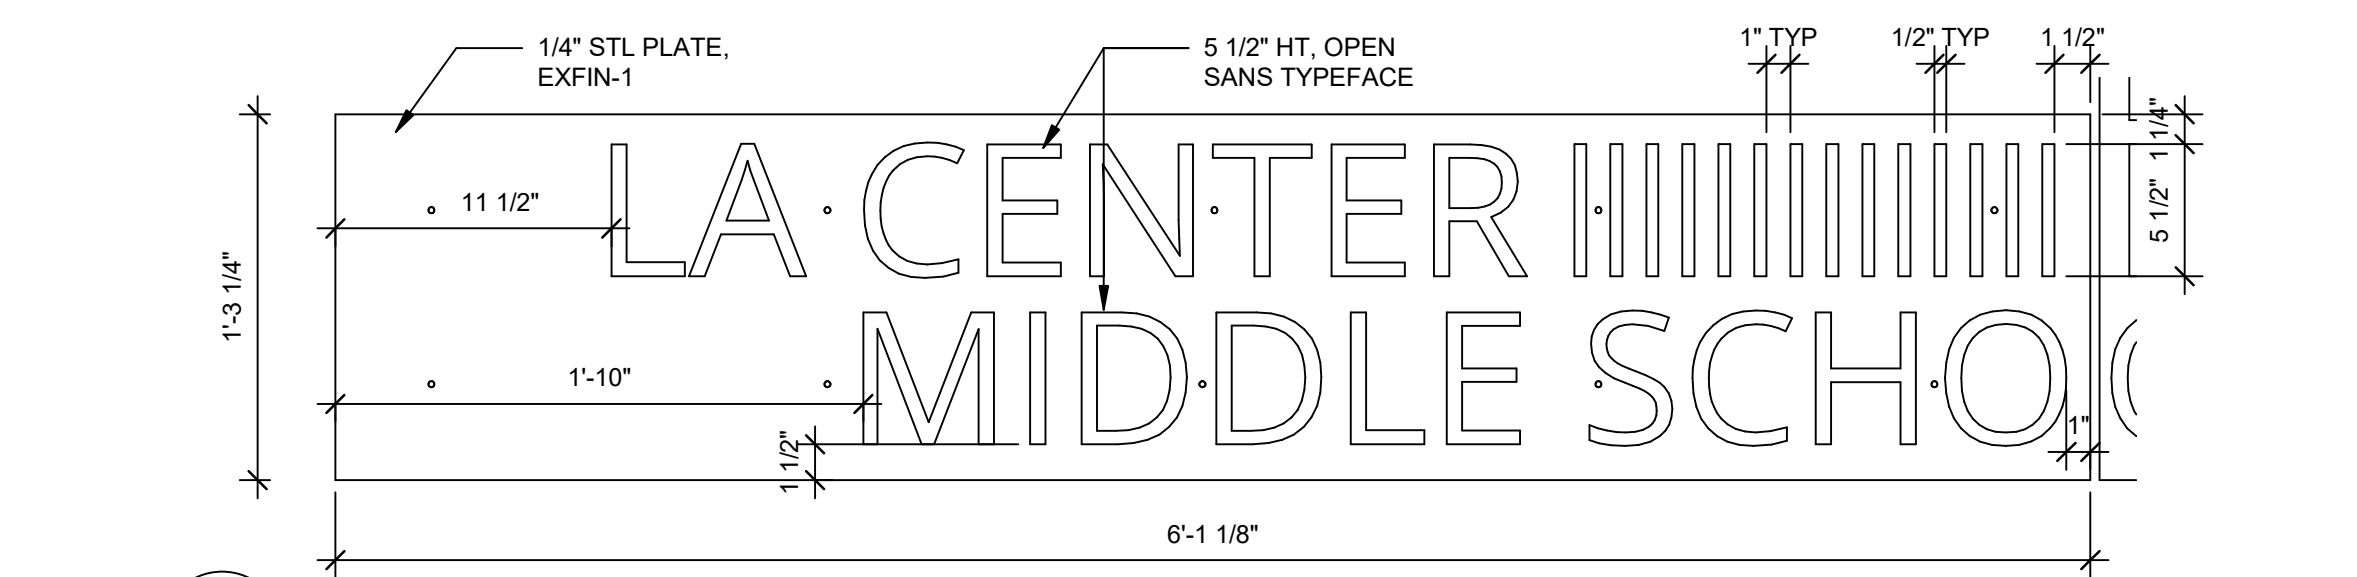 1/4" STL PLATE,
EXFIN-1
5 1/2" HT, OPEN
SANS TYPEFACE
1" TYP
1/2" TYP
1 1/2"
1 1/4"
LA CENTER
11 1/2"
5 1/2"
1'-3 1/4"
MIDDLE SCHO
1'-10"
1 1/2"
1"
6'-1 1/8"